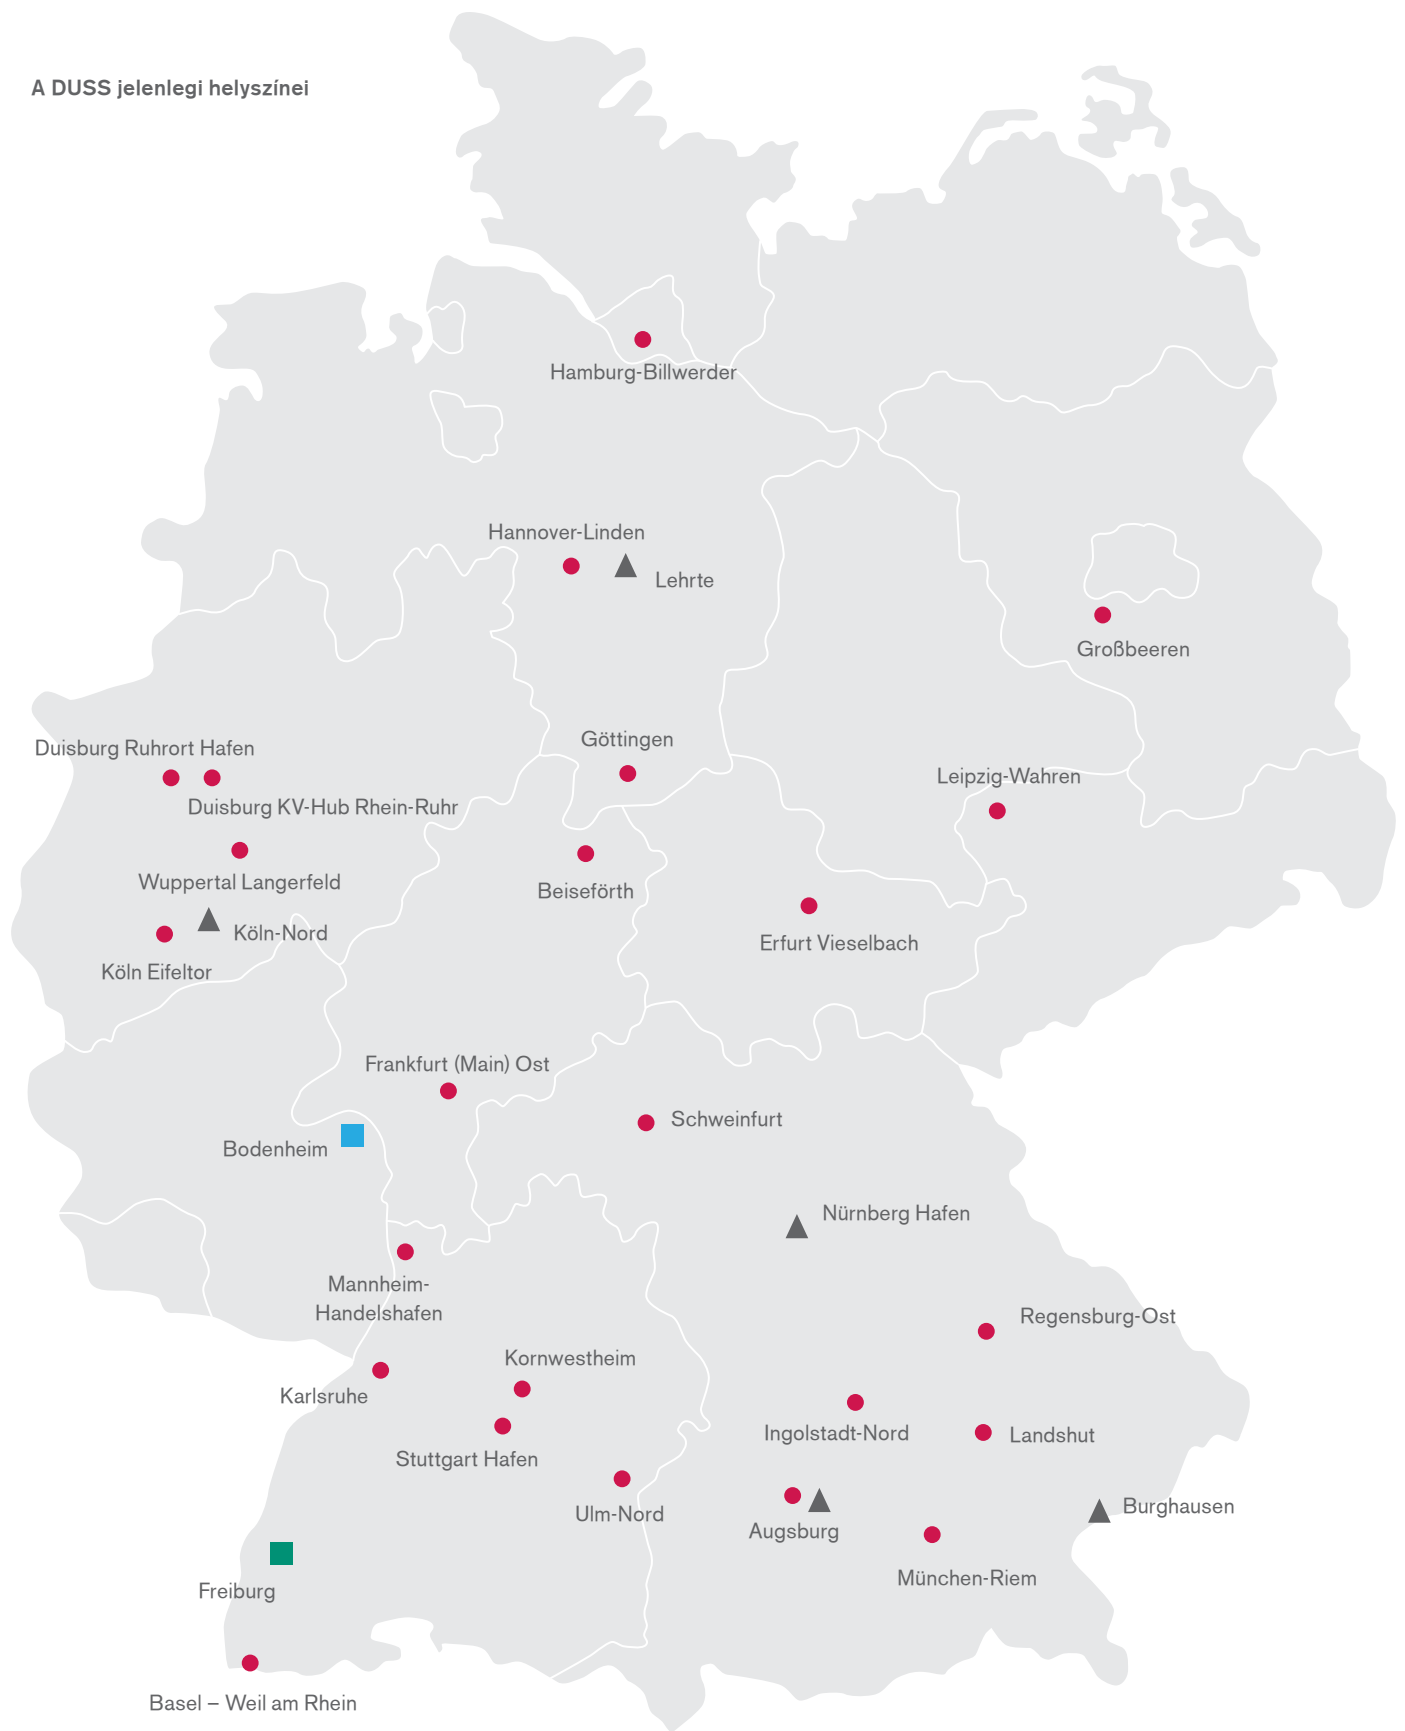 A DUSS jelenlegi helyszínei
Hamburg-Billwerder
Hannover-Linden
Lehrte
Großbeeren
Göttingen
Duisburg Ruhrort Hafen
Leipzig-Wahren
Duisburg KV-Hub Rhein-Ruhr
Wuppertal Langerfeld
Beiseförth
Köln-Nord
Erfurt Vieselbach
Köln Eifeltor
Frankfurt (Main) Ost
Schweinfurt
Bodenheim
Nürnberg Hafen
Mannheim-
Handelshafen
Regensburg-Ost
Kornwestheim
Karlsruhe
Ingolstadt-Nord
Landshut
Stuttgart Hafen
Burghausen
Ulm-Nord
Augsburg
München-Riem
Freiburg
Basel – Weil am Rhein